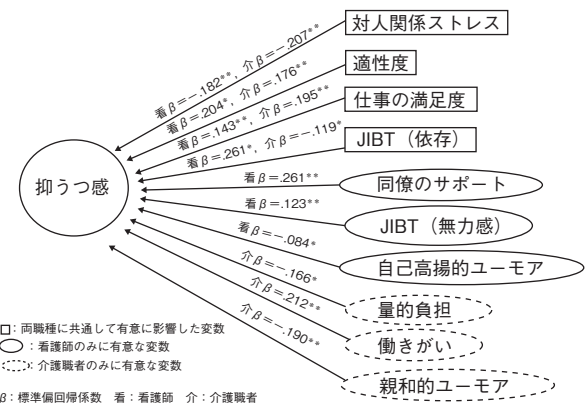 対人関係ストレス
看β=−.182**, 介β=−.207**
適性度
看β=.204*, 介β=.176**
仕事の満足度
看β=.143**, 介β=.195**
JIBT（依存）
看β=.261*, 介β=−.119*
抑うつ感
看β=.261**
同僚のサポート
看β=.123**
JIBT（無力感）
看β=−.084*
自己高揚的ユーモア
介β=−.166*
量的負担
介β=.212**
働きがい
介β=−.190**
親和的ユーモア
□：両職種に共通して有意に影響した変数
：看護師のみに有意な変数
：介護職者のみに有意な変数
β：標準偏回帰係数　看：看護師　介：介護職者